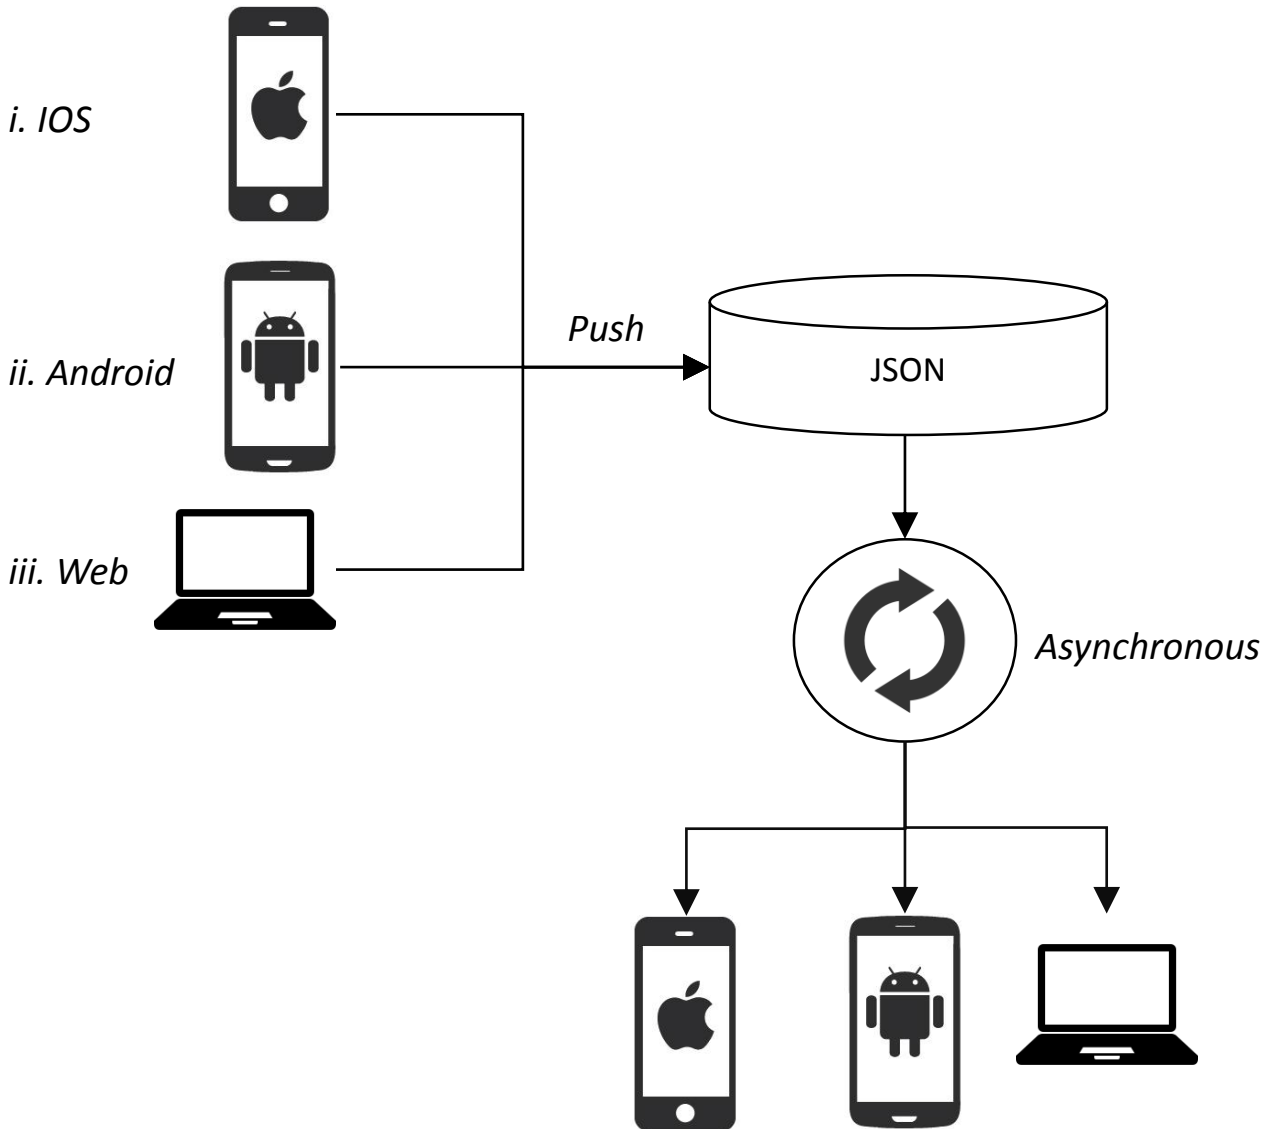 i. IOS
ii. Android
Push
JSON
iii. Web
Asynchronous